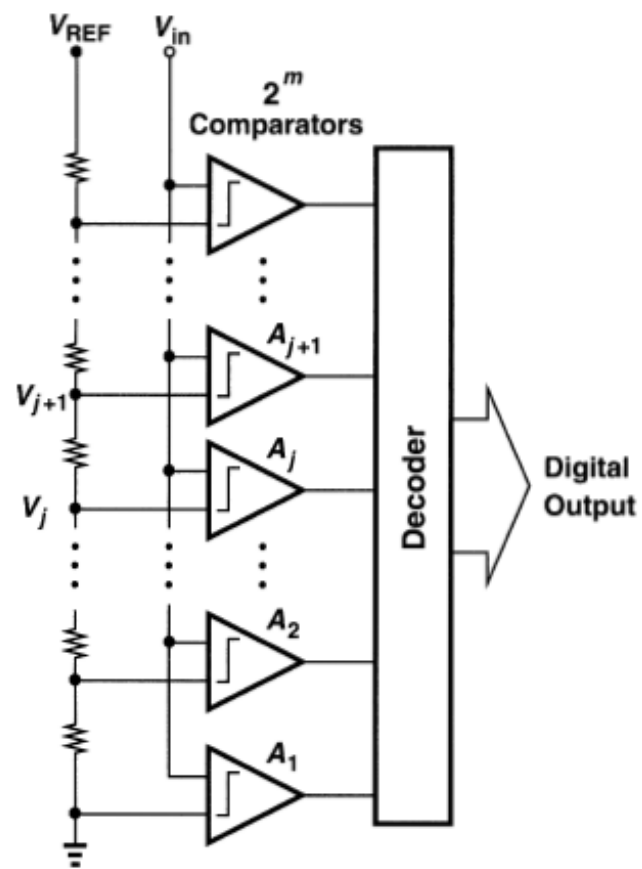 V_REF
V_in
2^m
Comparators
A_j+1
V_j+1
A_j
V_j
Decoder
Digital
Output
A_2
A_1